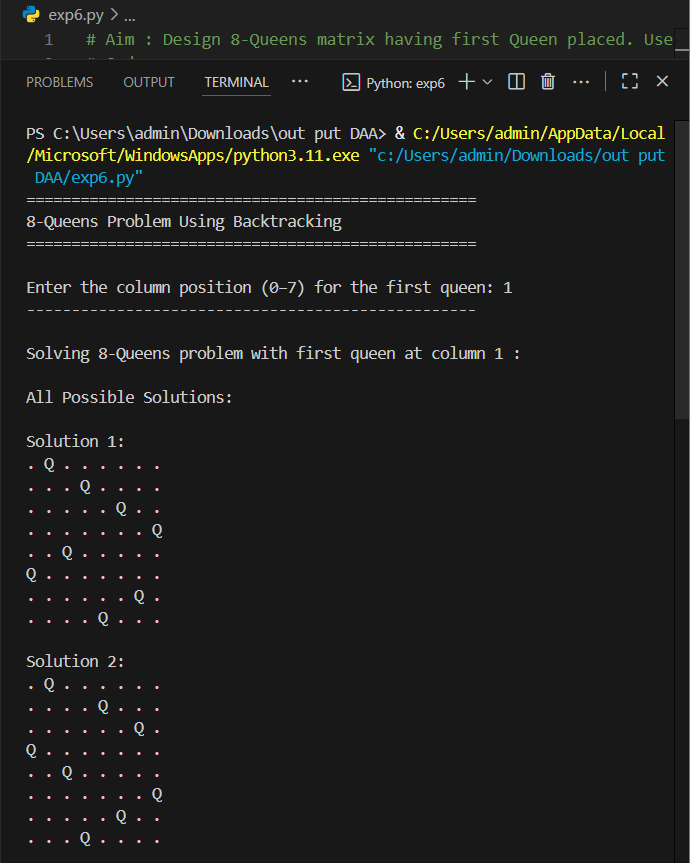 exp6.py > ...
1 # Aim : Design 8-Queens matrix having first Queen placed. Use
PROBLEMS OUTPUT TERMINAL ... Python: exp6
PS C:\Users\admin\Downloads\out put DAA> & C:/Users/admin/AppData/Local
/Microsoft/WindowsApps/python3.11.exe "c:/Users/admin/Downloads/out put
DAA/exp6.py"
==================================================
8-Queens Problem Using Backtracking
==================================================
Enter the column position (0–7) for the first queen: 1
--------------------------------------------------
Solving 8-Queens problem with first queen at column 1 :
All Possible Solutions:
Solution 1:
. Q . . . . . .
. . . Q . . . .
. . . . . Q . .
. . . . . . . Q
. . Q . . . . .
Q . . . . . . .
. . . . . . Q .
. . . . Q . . .
Solution 2:
. Q . . . . . .
. . . . Q . . .
. . . . . . Q .
Q . . . . . . .
. . Q . . . . .
. . . . . . . Q
. . . . . Q . .
. . . Q . . . .